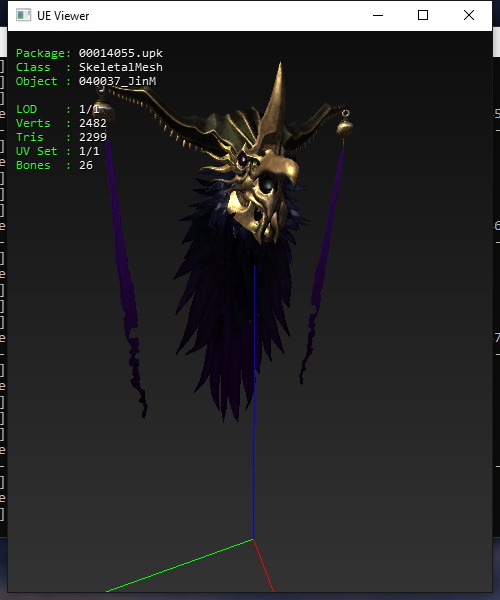 UE Viewer
Package: 00014055.upk
Class  : SkeletalMesh
Object : 040037_JinM
LOD    : 1/1
Verts  : 2482
Tris   : 2299
UV Set : 1/1
Bones  : 26